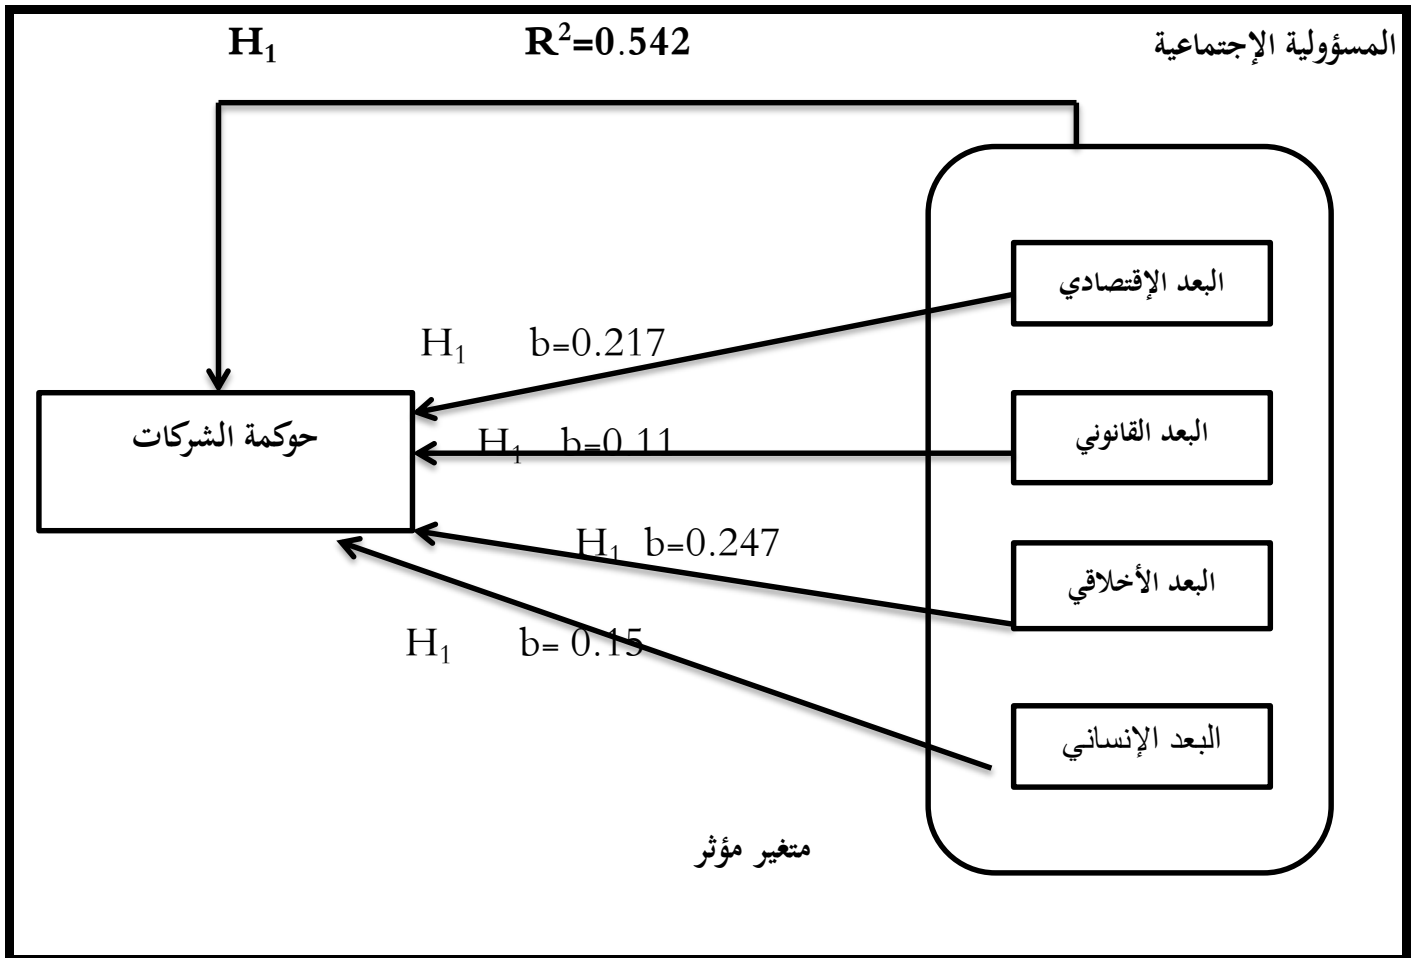 المسؤولية الإجتماعية R²=0.542 H₁
البعد الإقتصادي
H₁ b=0.217
البعد القانوني
حوكمة الشركات
H₁ b=0.11
H₁ b=0.247
البعد الأخلاقي
H₁ b= 0.15
البعد الإنساني
متغير مؤثر